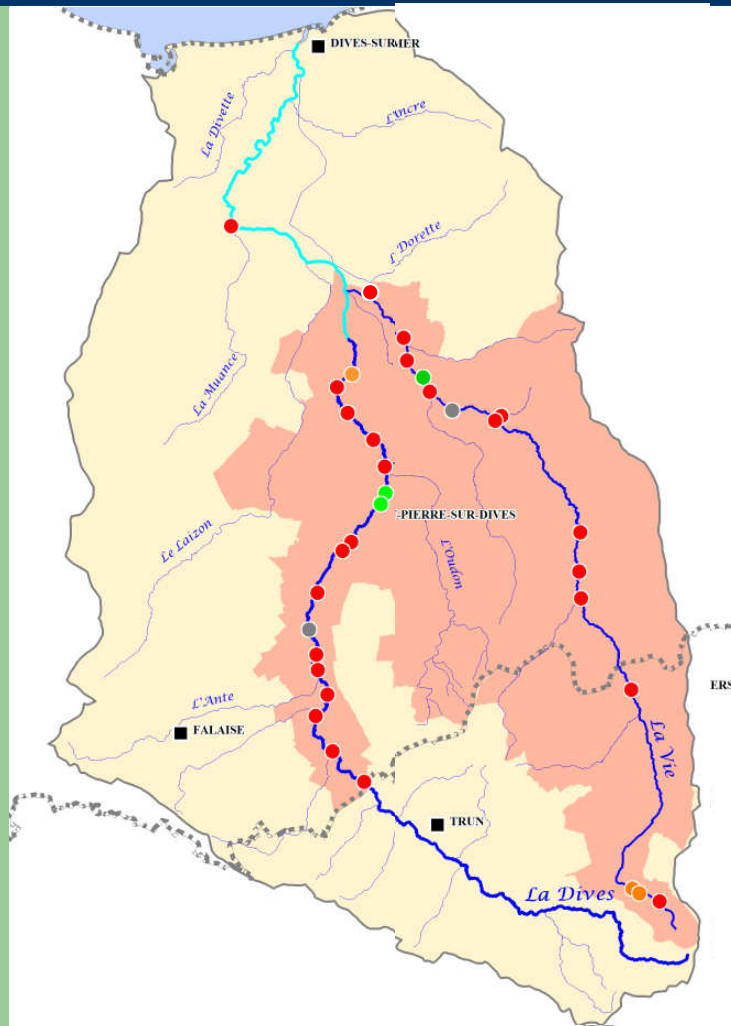 DIVES-SUR MER
La Divette
L'Ancre
L Dorette
La Muance
-PIERRE-SUR-DIVES
Le Laizon
L'Oudon
L'Ante
ERS
FALAISE
La Vie
TRUN
La Dives